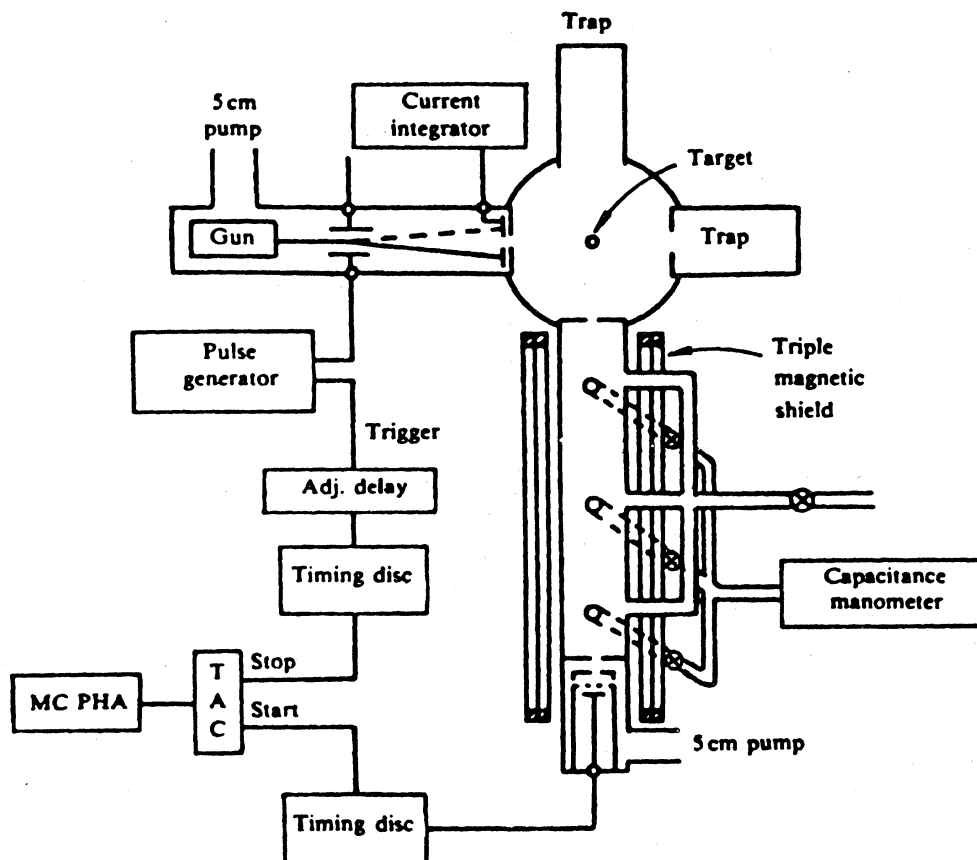 Trap
5 cm
pump
Current
integrator
Target
Gun
Trap
Pulse
generator
Triple
magnetic
shield
Trigger
Adj. delay
Timing disc
Capacitance
manometer
Stop
T
A
C
MC PHA
Start
5 cm pump
Timing disc